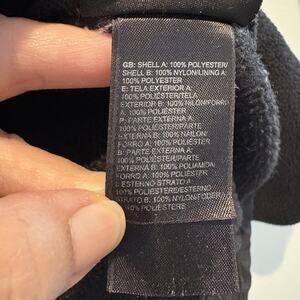 GB: SHELL A: 100% POLYESTER/
SHELL B: 100% NYLON/LINING A:
100% POLYESTER
E: TELA EXTERIOR A:
100% POLIÉSTER/TELA
EXTERIOR B: 100% NILÓN/FORRO
A: 100% POLIÉSTER
P: PARTE EXTERNA A:
100% POLIÉSTER/PARTE
EXTERNA B: 100% NÁILON/
FORRO A: 100% POLIÉSTER
B: PARTE EXTERNA A:
100% POLIÉSTER/PARTE
EXTERNA B: 100% POLIAMIDA/
FORRO A: 100% POLIÉSTER
I: ESTERNO STRATO A:
100% POLIESTERE/ESTERNO
STRATO B: 100% NYLON/FODERA
100% POLIESTERE